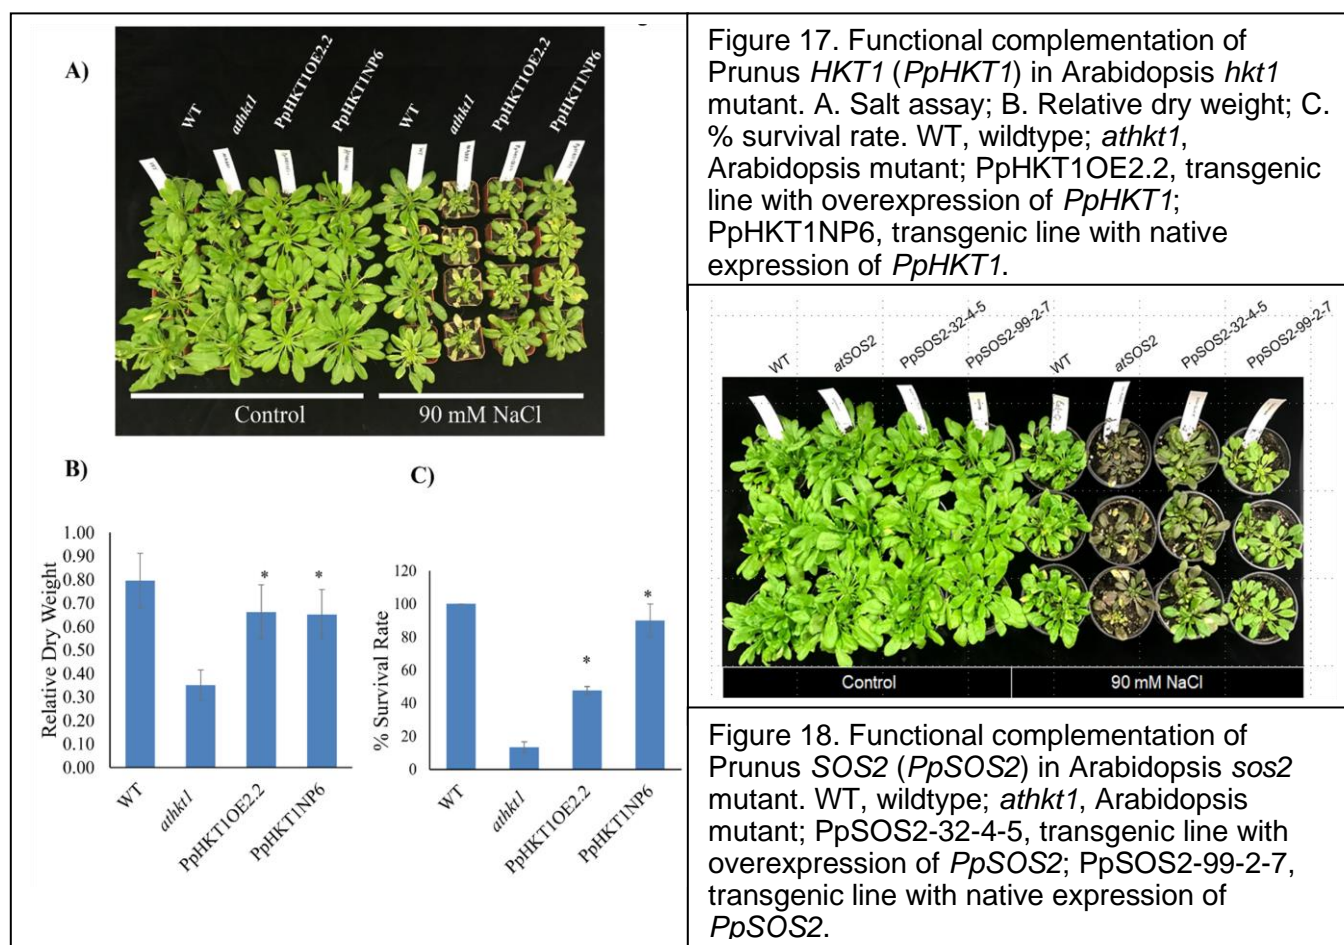 A)
WT
athkt1
PpHKT1OE2.2
PpHKT1NP6
WT
athkt1
PpHKT1OE2.2
PpHKT1NP6
Control
90 mM NaCl
B)
1.00
0.90
0.80
0.70
0.60
0.50
0.40
0.30
0.20
0.10
0.00
Relative Dry Weight
*
*
WT
athkt1
PpHKT1OE2.2
PpHKT1NP6
C)
120
100
80
60
40
20
0
% Survival Rate
*
*
WT
athkt1
PpHKT1OE2.2
PpHKT1NP6
Figure 17. Functional complementation of
Prunus HKT1 (PpHKT1) in Arabidopsis hkt1
mutant. A. Salt assay; B. Relative dry weight; C.
% survival rate. WT, wildtype; athkt1,
Arabidopsis mutant; PpHKT1OE2.2, transgenic
line with overexpression of PpHKT1;
PpHKT1NP6, transgenic line with native
expression of PpHKT1.
WT
atSOS2
PpSOS2-32-4-5
PpSOS2-99-2-7
WT
atSOS2
PpSOS2-32-4-5
PpSOS2-99-2-7
Control
90 mM NaCl
Figure 18. Functional complementation of
Prunus SOS2 (PpSOS2) in Arabidopsis sos2
mutant. WT, wildtype; athkt1, Arabidopsis
mutant; PpSOS2-32-4-5, transgenic line with
overexpression of PpSOS2; PpSOS2-99-2-7,
transgenic line with native expression of
PpSOS2.